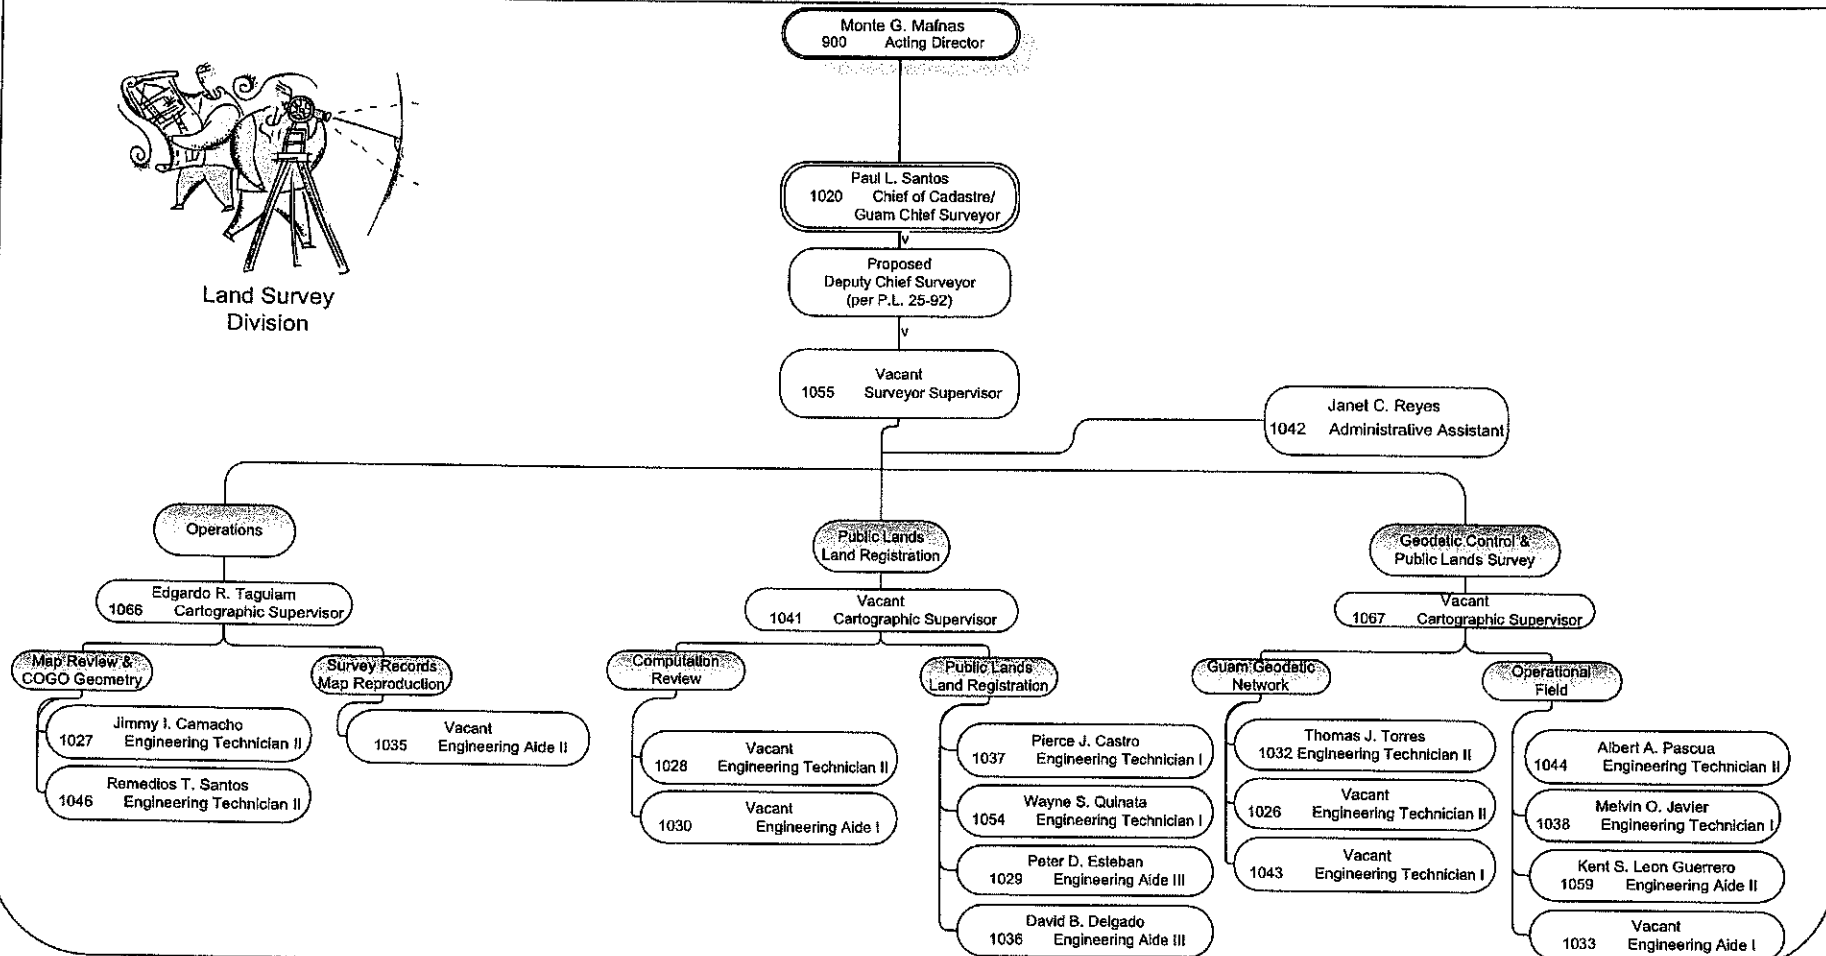 Monte G. Mafnas
900 Acting Director
Land Survey
Division
Paul L. Santos
1020 Chief of Cadastre/
Guam Chief Surveyor
v
Proposed
Deputy Chief Surveyor
(per P.L. 25-92)
v
Vacant
1055 Surveyor Supervisor
Janet C. Reyes
1042 Administrative Assistant
Operations
Edgardo R. Taguiam
1066 Cartographic Supervisor
Map Review &
COGO Geometry
Jimmy I. Camacho
1027 Engineering Technician II
Remedios T. Santos
1046 Engineering Technician II
Survey Records
Map Reproduction
Vacant
1035 Engineering Aide II
Public Lands
Land Registration
Vacant
1041 Cartographic Supervisor
Computation
Review
Vacant
1028 Engineering Technician II
Vacant
1030 Engineering Aide I
Public Lands
Land Registration
Pierce J. Castro
1037 Engineering Technician I
Wayne S. Quinata
1054 Engineering Technician I
Peter D. Esteban
1029 Engineering Aide III
David B. Delgado
1036 Engineering Aide III
Geodetic Control &
Public Lands Survey
Vacant
1067 Cartographic Supervisor
Guam Geodetic
Network
Thomas J. Torres
1032 Engineering Technician II
Vacant
1026 Engineering Technician II
Vacant
1043 Engineering Technician I
Operational
Field
Albert A. Pascua
1044 Engineering Technician II
Melvin O. Javier
1038 Engineering Technician I
Kent S. Leon Guerrero
1059 Engineering Aide II
Vacant
1033 Engineering Aide I